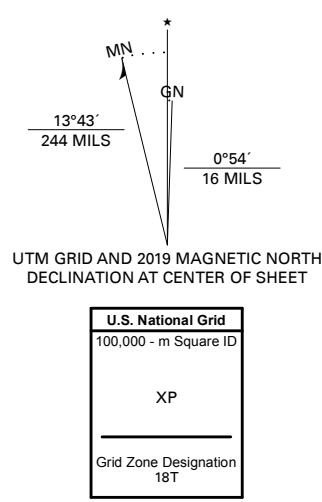 MN
GN
13°43´
244 MILS
0°54´
16 MILS
UTM GRID AND 2019 MAGNETIC NORTH
DECLINATION AT CENTER OF SHEET
U.S. National Grid
100,000 - m Square ID
XP
Grid Zone Designation
18T